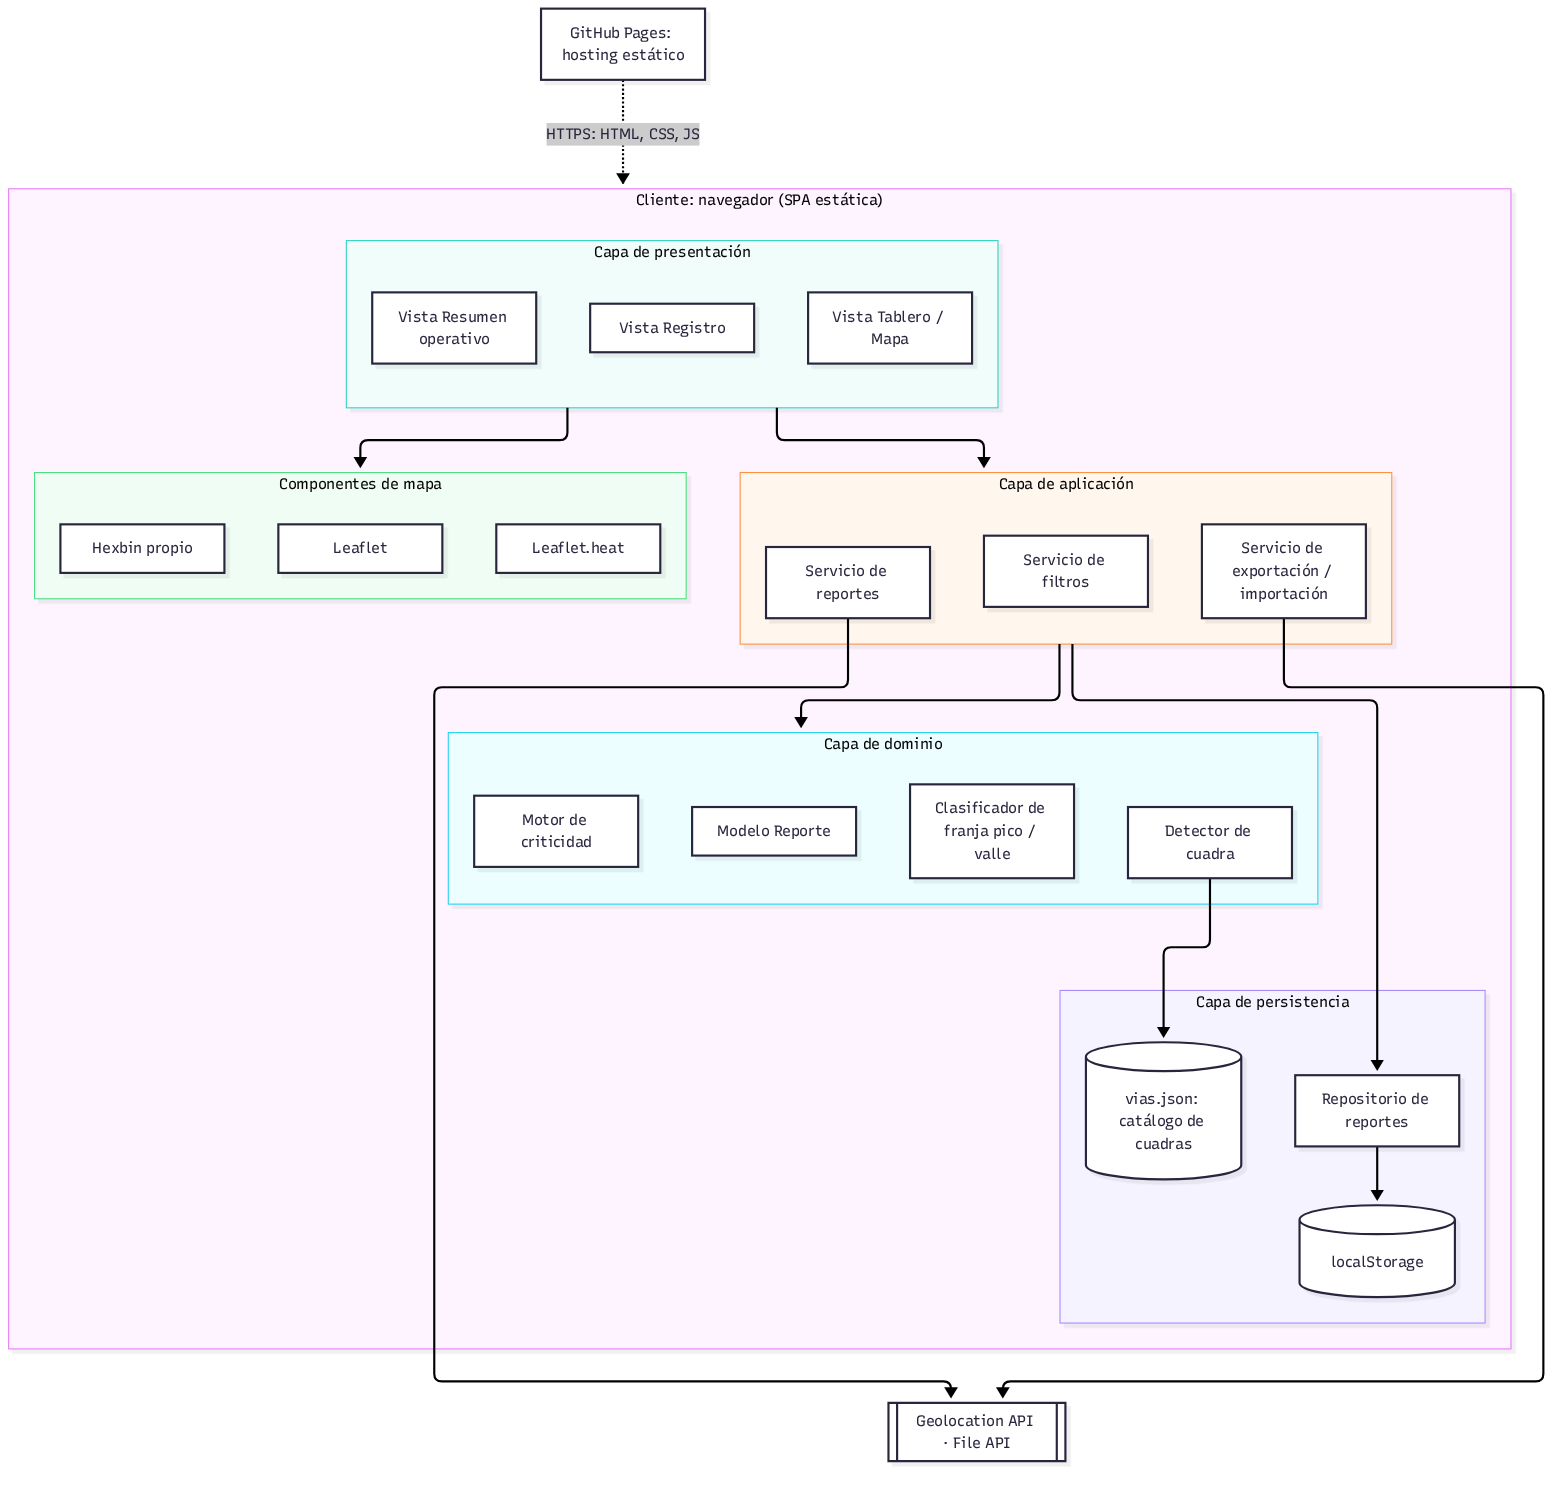 GitHub Pages:
hosting estático
HTTPS: HTML, CSS, JS
Cliente: navegador (SPA estática)
Capa de presentación
Vista Resumen
operativo
Vista Registro
Vista Tablero /
Mapa
Componentes de mapa
Hexbin propio
Leaflet
Leaflet.heat
Capa de aplicación
Servicio de
reportes
Servicio de
filtros
Servicio de
exportación /
importación
Capa de dominio
Motor de
criticidad
Modelo Reporte
Clasificador de
franja pico /
valle
Detector de
cuadra
Capa de persistencia
vias.json:
catálogo de
cuadras
Repositorio de
reportes
localStorage
Geolocation API
· File API